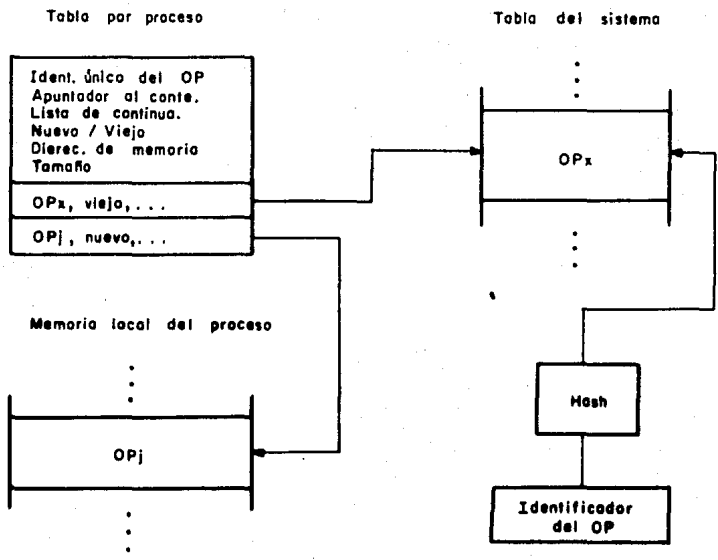 Tabla por proceso
Ident. único del OP
Apuntador al conte.
Lista de continua.
Nuevo / Viejo
Dierec. de memoria
Tamaño
OPx, viejo,...
OPj, nuevo,...
Memoria local del proceso
OPj
Tabla del sistema
OPx
Hash
Identificador
del OP